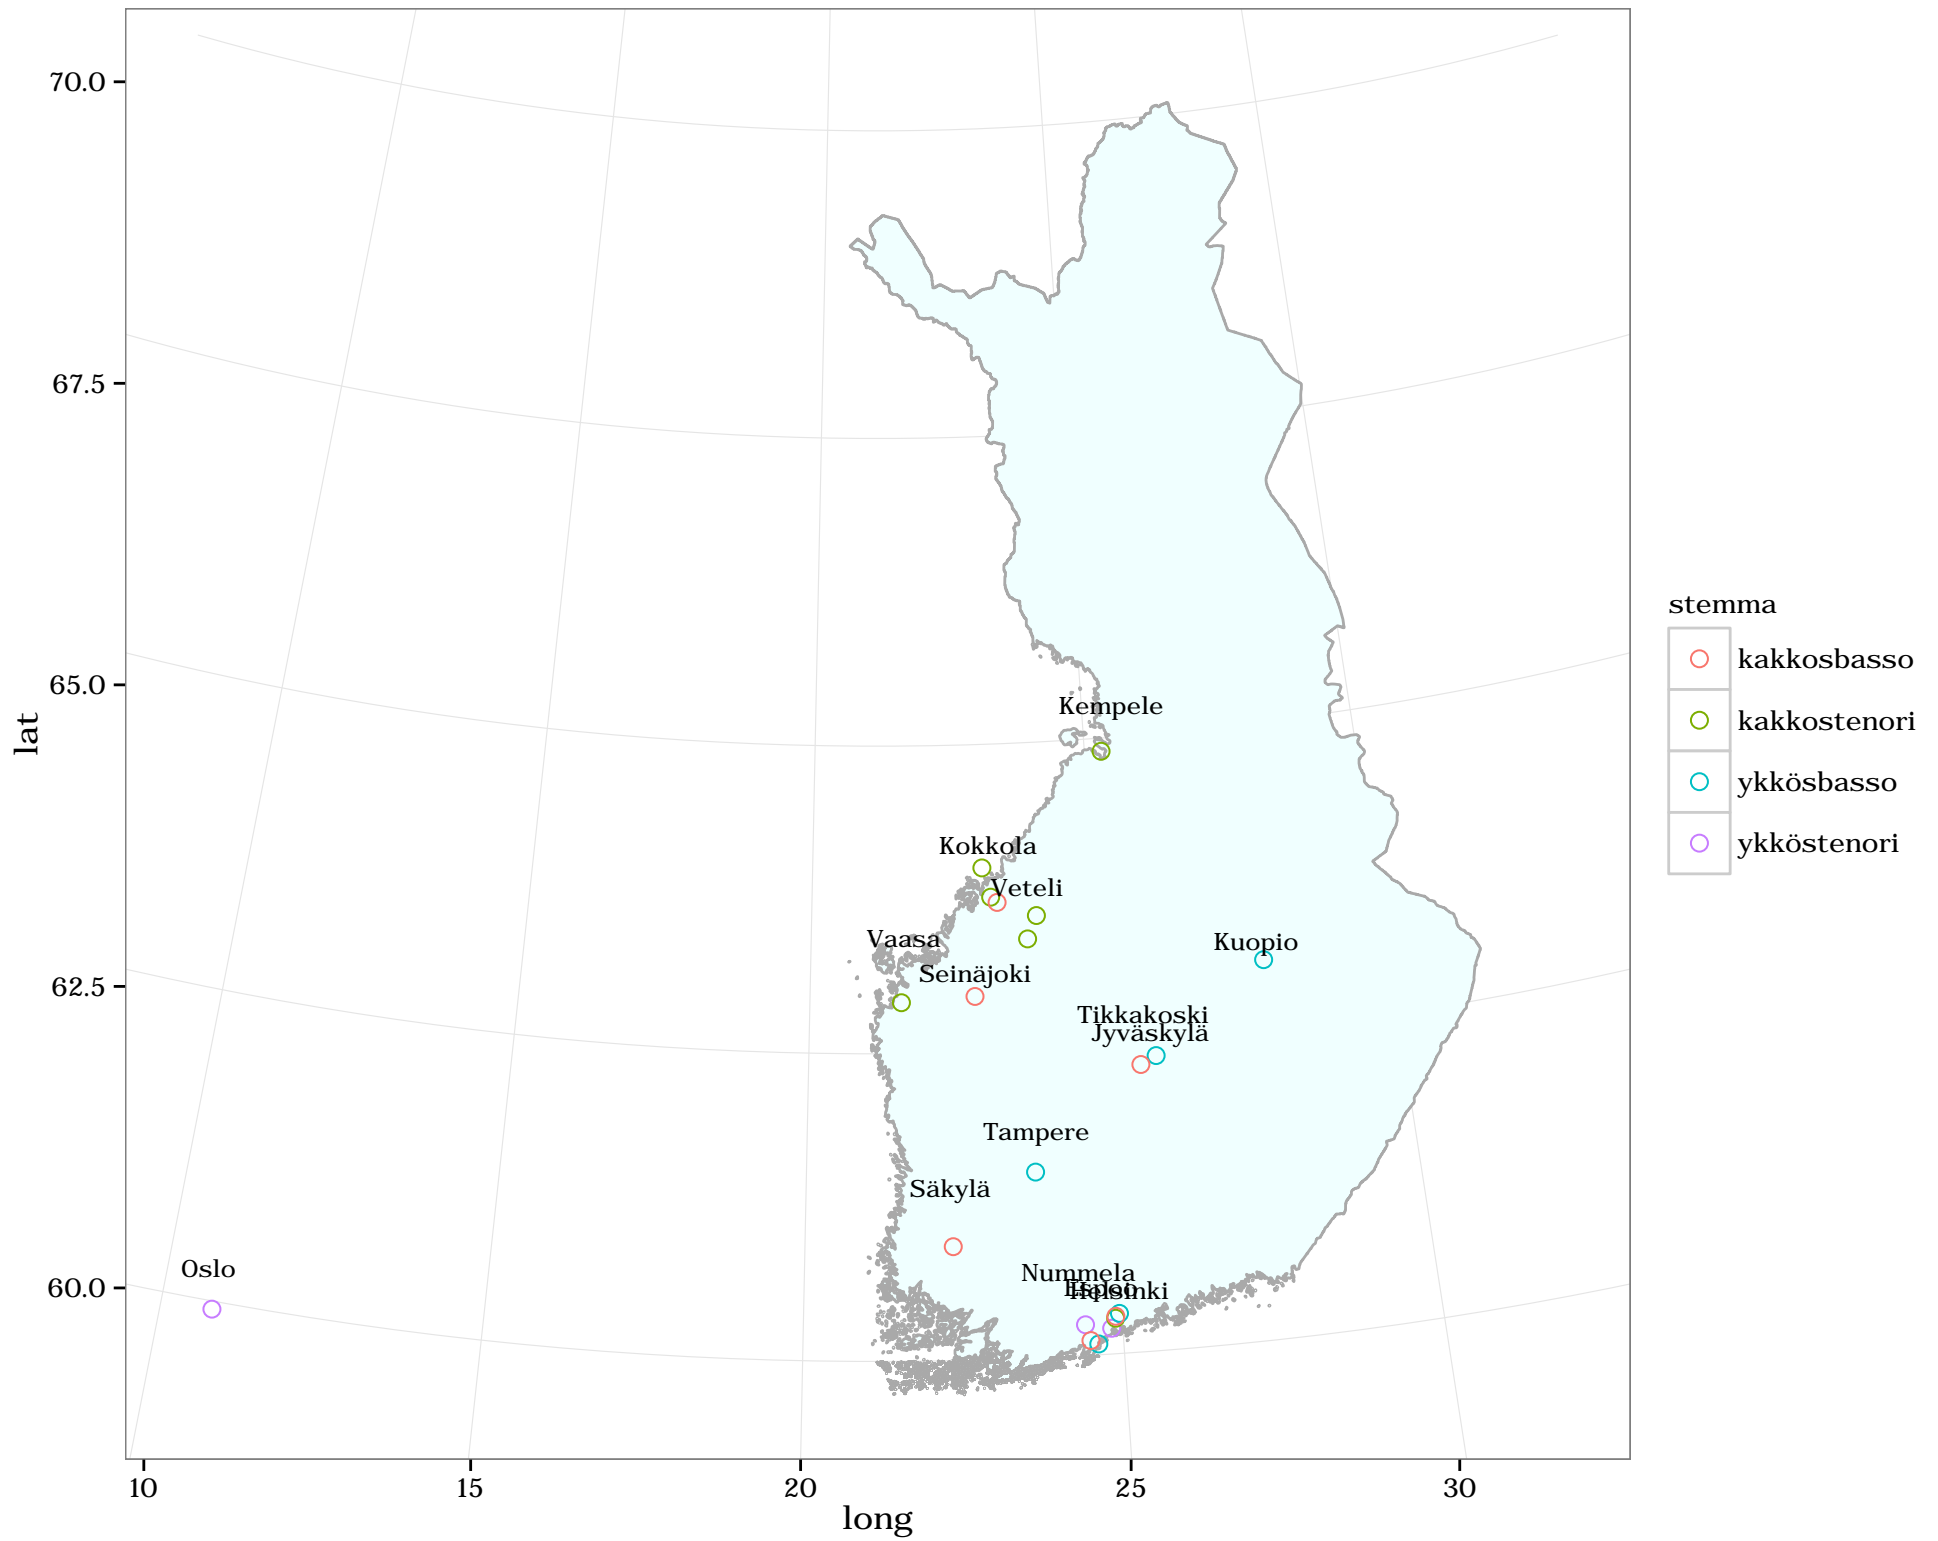 70.0
67.5
65.0
62.5
60.0
lat
Kempele
Kokkola
Veteli
Vaasa
Seinäjoki
Kuopio
Tikkakoski
Jyväskylä
Tampere
Säkylä
Oslo
Nummela
Espoo
Helsinki
10 15 20 25 30
long
stemma
kakkosbasso
kakkostenori
ykkösbasso
ykköstenori